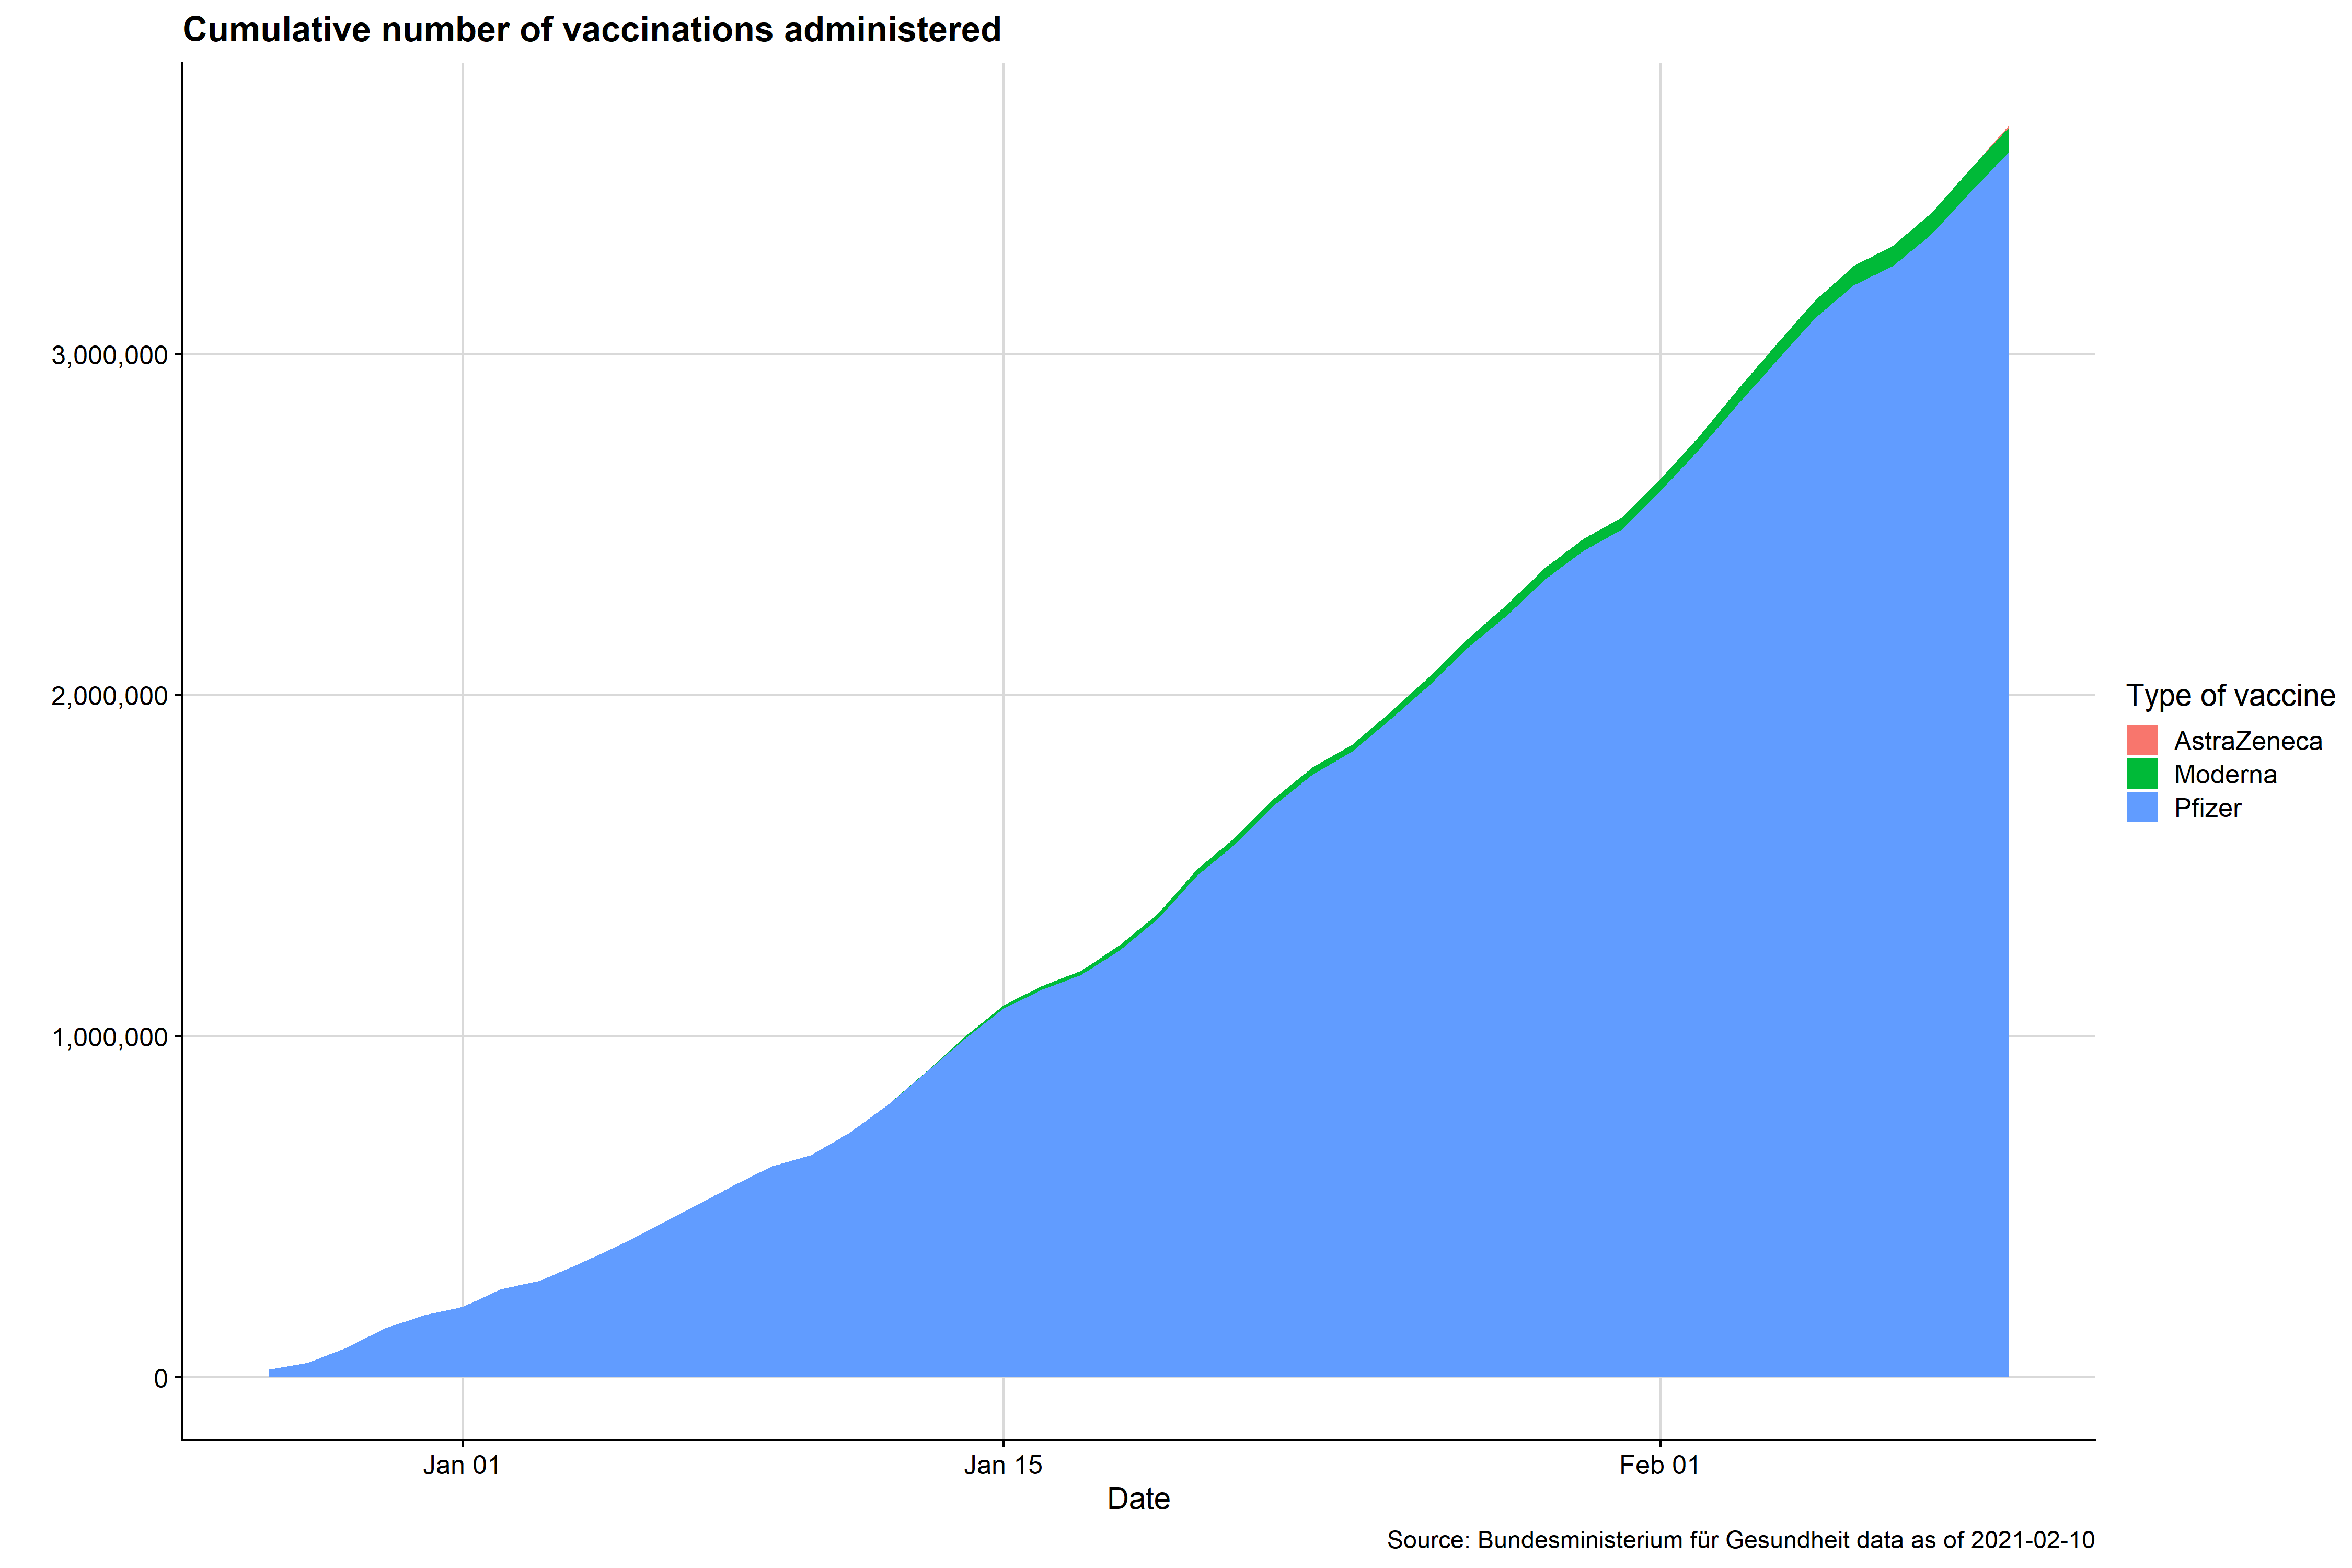 Cumulative number of vaccinations administered
3,000,000
2,000,000
1,000,000
0
Jan 01
Jan 15
Feb 01
Date
Type of vaccine
AstraZeneca
Moderna
Pfizer
Source: Bundesministerium für Gesundheit data as of 2021-02-10